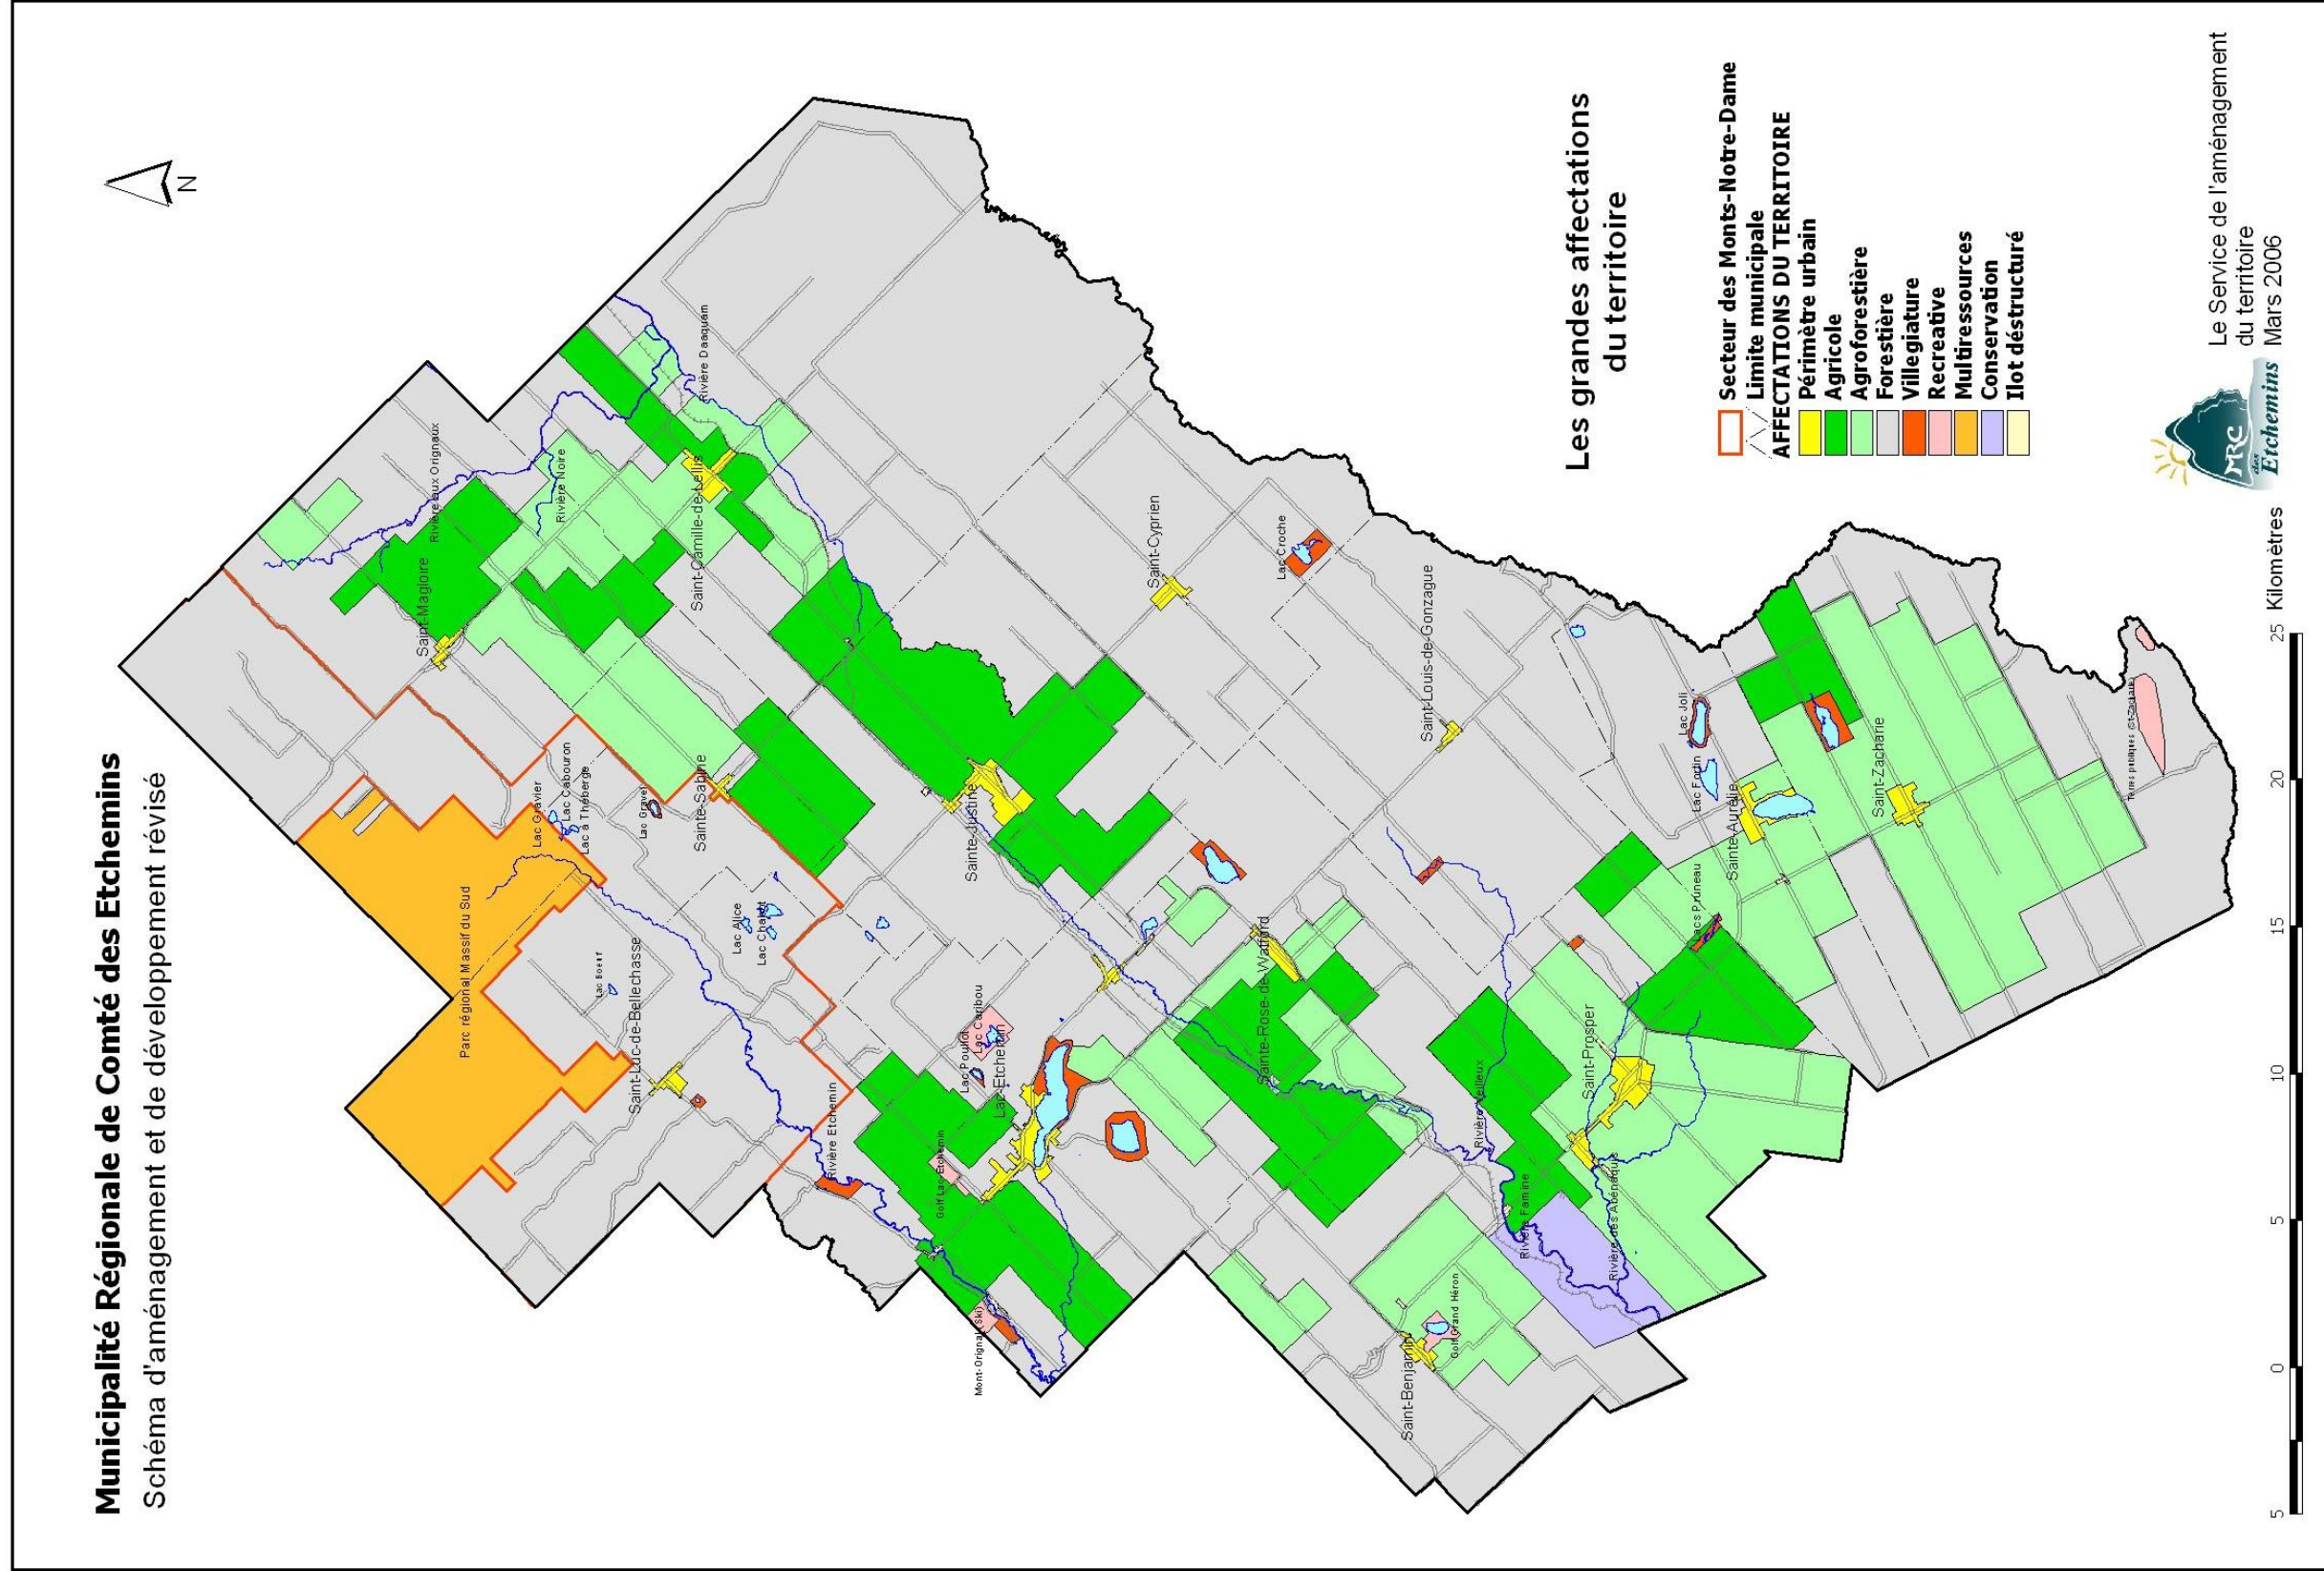 Municipalité Régionale de Comté des Etchemins
Schéma d'aménagement et de développement révisé
N
Parc régional Massif du Sud
Saint-Magloire
Rivière aux Orignaux
Rivière Noire
Saint-Camille-de-Lellis
Rivière Daaquam
Lac Gravier
Lac Cabouron
Lac à Théberge
Lac Gravel
Sainte-Sabine
Lac Boeuf
Saint-Luc-de-Bellechasse
Lac Alice
Rivière Etchemin
Golf Lac-Etchemin
Lac Pouliot
Lac Caribou
Lac-Etchemin
Mont-Orignal (Ski)
Sainte-Justine
Saint-Cyprien
Lac Croche
Sainte-Rose-de-Watford
Saint-Louis-de-Gonzague
Saint-Benjamin
Golf Grand Héron
Rivière Veilleux
Rivière Famine
Rivière des Abénaquis
Saint-Prosper
Lacs Pruneau
Lac Joli
Lac Fortin
Sainte-Aurélie
Saint-Zacharie
Terres publiques (St-Zacharie)
Les grandes affectations
du territoire
Secteur des Monts-Notre-Dame
Limite municipale
AFFECTATIONS DU TERRITOIRE
Périmètre urbain
Agricole
Agroforestière
Forestière
Villegiature
Recreative
Multiressources
Conservation
Ilot déstructuré
MRC
des
Etchemins
Le Service de l'aménagement
du territoire
Mars 2006
5 0 5 10 15 20 25 Kilomètres